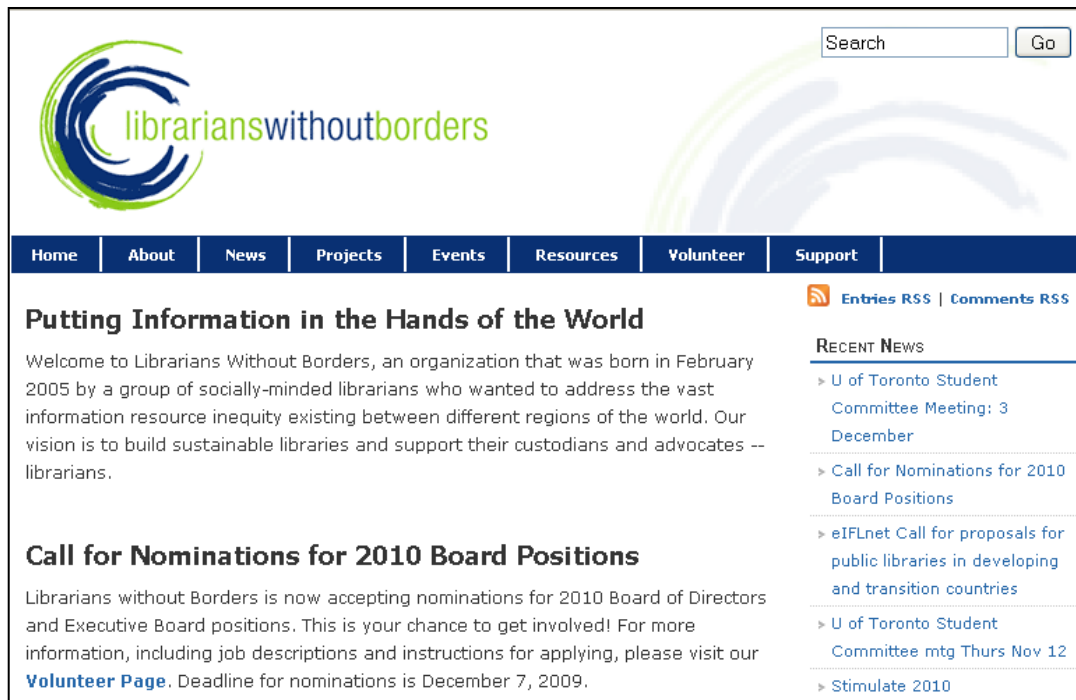 Search Go
librarianswithoutborders
Home About News Projects Events Resources Volunteer Support
Entries RSS | Comments RSS
Putting Information in the Hands of the World
Welcome to Librarians Without Borders, an organization that was born in February
2005 by a group of socially-minded librarians who wanted to address the vast
information resource inequity existing between different regions of the world. Our
vision is to build sustainable libraries and support their custodians and advocates --
librarians.
Call for Nominations for 2010 Board Positions
Librarians without Borders is now accepting nominations for 2010 Board of Directors
and Executive Board positions. This is your chance to get involved! For more
information, including job descriptions and instructions for applying, please visit our
Volunteer Page. Deadline for nominations is December 7, 2009.
Recent News
» U of Toronto Student
Committee Meeting: 3
December
» Call for Nominations for 2010
Board Positions
» eIFLnet Call for proposals for
public libraries in developing
and transition countries
» U of Toronto Student
Committee mtg Thurs Nov 12
» Stimulate 2010